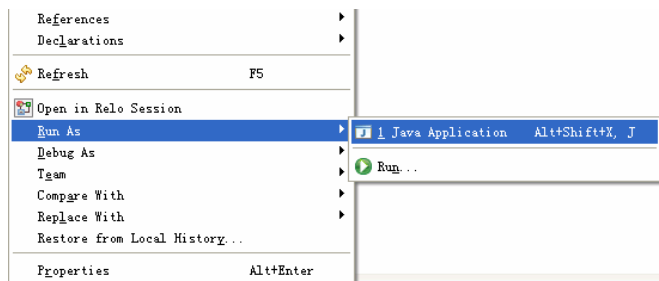 References
Declarations
Refresh F5
Open in Relo Session
Run As
1 Java Application Alt+Shift+X, J
Debug As
Run...
Team
Compare With
Replace With
Restore from Local History...
Properties Alt+Enter